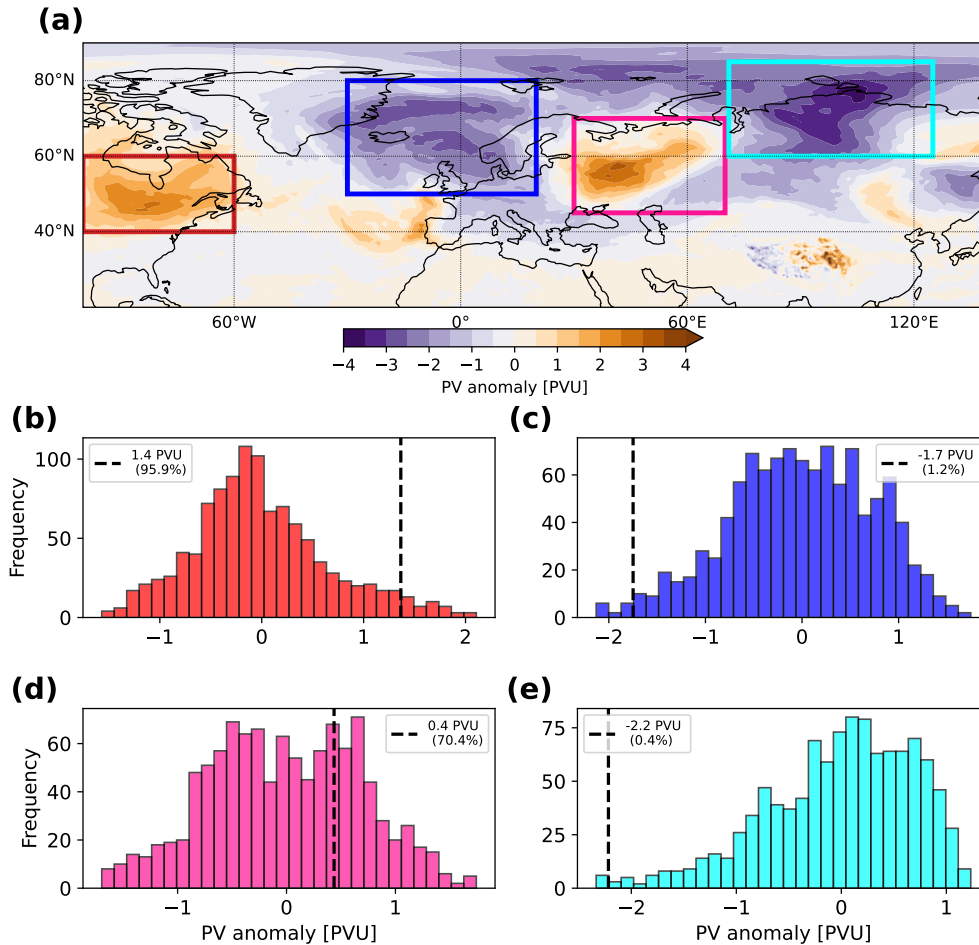 (a)
80°N
60°N
40°N
60°W 0° 60°E 120°E
−4 −3 −2 −1 0 1 2 3 4
PV anomaly [PVU]
(b)
100
50
0
Frequency
1.4 PVU
(95.9%)
−1 0 1 2
(c)
60
40
20
0
-1.7 PVU
(1.2%)
−2 −1 0 1
(d)
60
40
20
0
Frequency
0.4 PVU
(70.4%)
−1 0 1
PV anomaly [PVU]
(e)
75
50
25
0
-2.2 PVU
(0.4%)
−2 −1 0 1
PV anomaly [PVU]